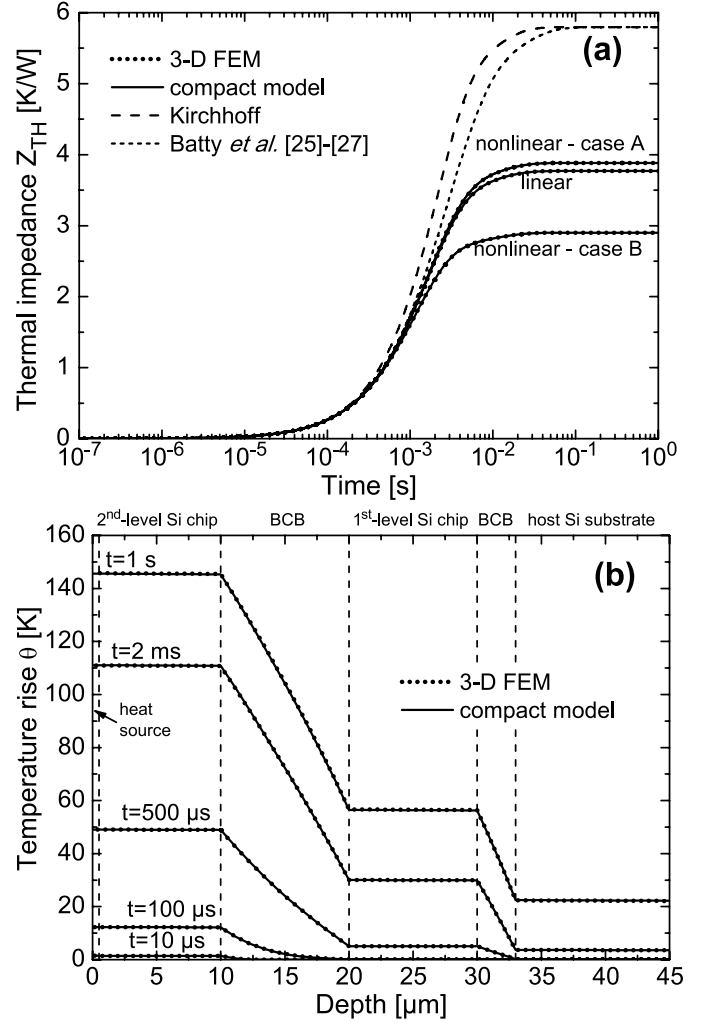 (a)
Thermal impedance Z_TH [K/W]
6
5
4
3
2
1
0
3-D FEM
compact model
Kirchhoff
Batty et al. [25]-[27]
nonlinear - case A
linear
nonlinear - case B
10⁻⁷ 10⁻⁶ 10⁻⁵ 10⁻⁴ 10⁻³ 10⁻² 10⁻¹ 10⁰
Time [s]
2nd-level Si chip BCB 1st-level Si chip BCB host Si substrate
(b)
Temperature rise θ [K]
160
140
120
100
80
60
40
20
0
t=1 s
t=2 ms
heat
source
t=500 µs
t=100 µs
t=10 µs
3-D FEM
compact model
0 5 10 15 20 25 30 35 40 45
Depth [µm]